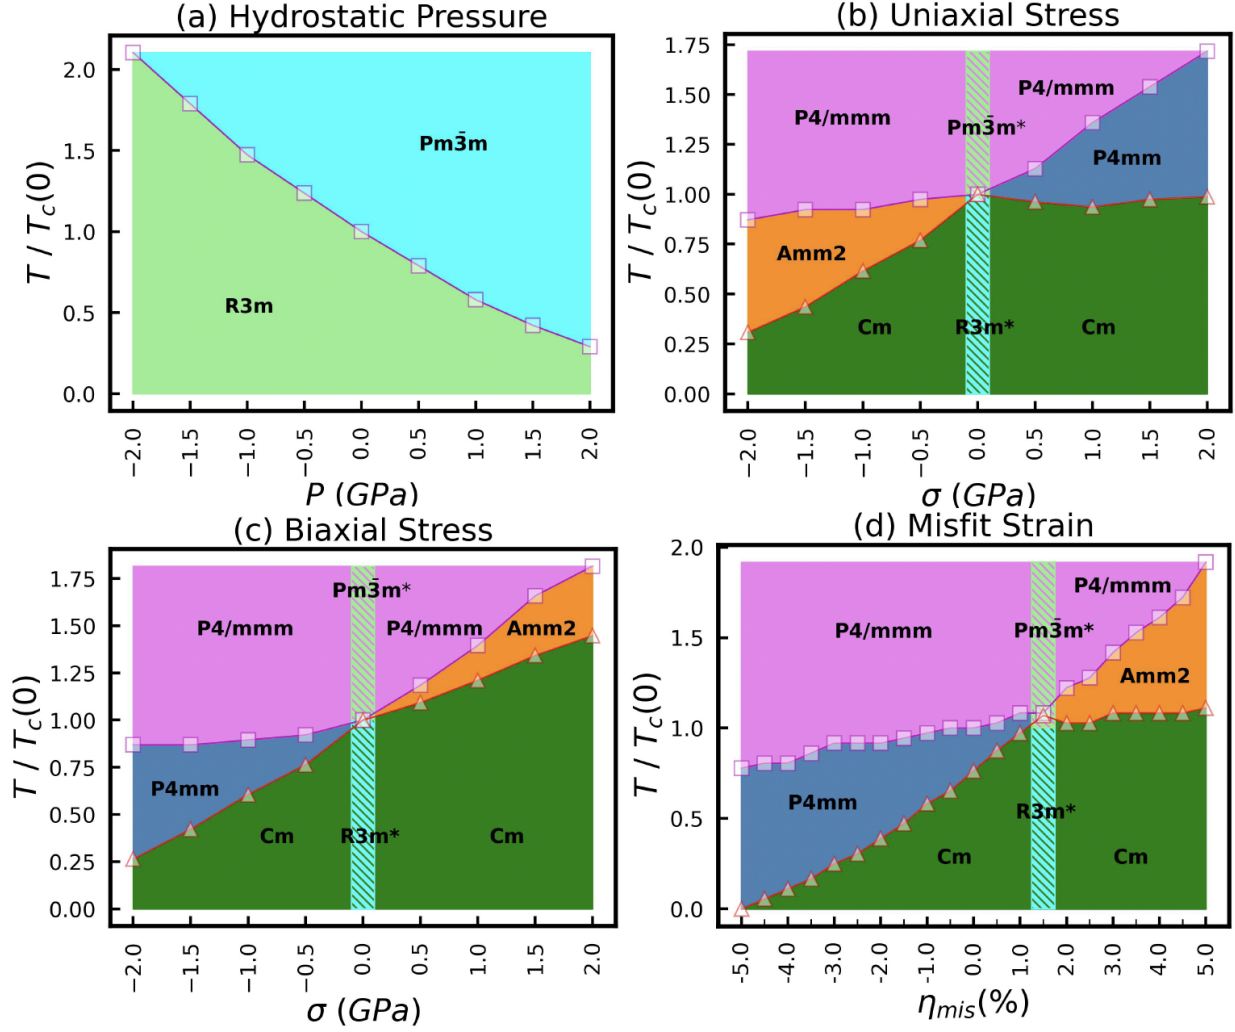 (a) Hydrostatic Pressure
2.0
1.5
1.0
0.5
0.0
T / T_c(0)
Pm3̄m
R3m
−2.0 −1.5 −1.0 −0.5 0.0 0.5 1.0 1.5 2.0
P (GPa)
(b) Uniaxial Stress
1.75
1.50
1.25
1.00
0.75
0.50
0.25
0.00
T / T_c(0)
P4/mmm
P4/mmm
Pm3̄m*
P4mm
Amm2
Cm
R3m*
Cm
−2.0 −1.5 −1.0 −0.5 0.0 0.5 1.0 1.5 2.0
σ (GPa)
(c) Biaxial Stress
1.75
1.50
1.25
1.00
0.75
0.50
0.25
0.00
T / T_c(0)
Pm3̄m*
P4/mmm
P4/mmm
Amm2
P4mm
Cm
R3m*
Cm
−2.0 −1.5 −1.0 −0.5 0.0 0.5 1.0 1.5 2.0
σ (GPa)
(d) Misfit Strain
2.0
1.5
1.0
0.5
0.0
T / T_c(0)
P4/mmm
P4/mmm
Pm3̄m*
Amm2
P4mm
R3m*
Cm
Cm
-5.0 -4.0 -3.0 -2.0 -1.0 0.0 1.0 2.0 3.0 4.0 5.0
η_mis(%)